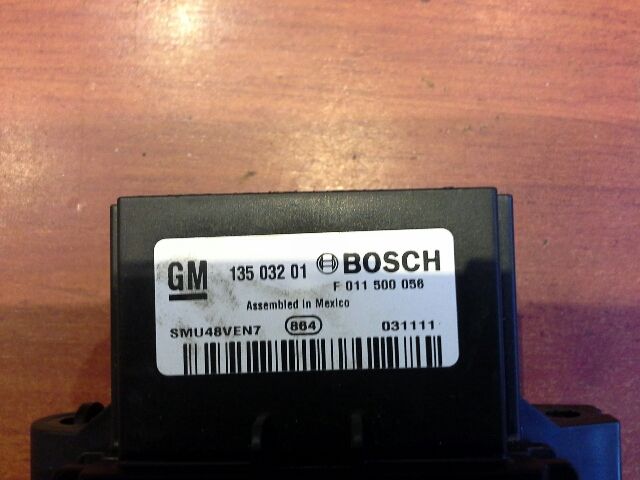 GM 135 032 01 BOSCH
F 011 500 056
Assembled in Mexico
SMU48VEN7 864 031111